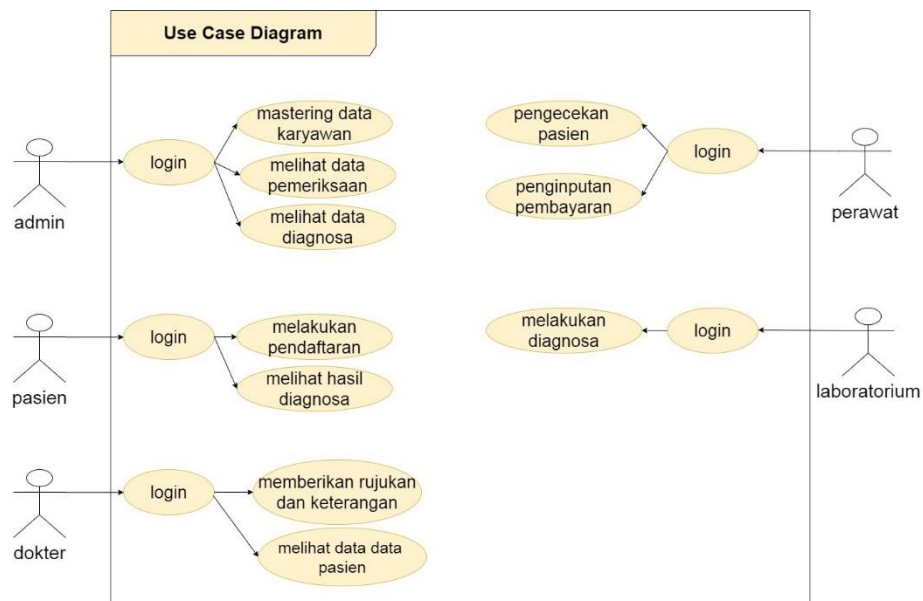 Use Case Diagram
mastering data
karyawan
login
melihat data
pemeriksaan
melihat data
diagnosa
admin
pengecekan
pasien
login
penginputan
pembayaran
perawat
login
melakukan
pendaftaran
melihat hasil
diagnosa
pasien
melakukan
diagnosa
login
laboratorium
login
memberikan rujukan
dan keterangan
melihat data data
pasien
dokter